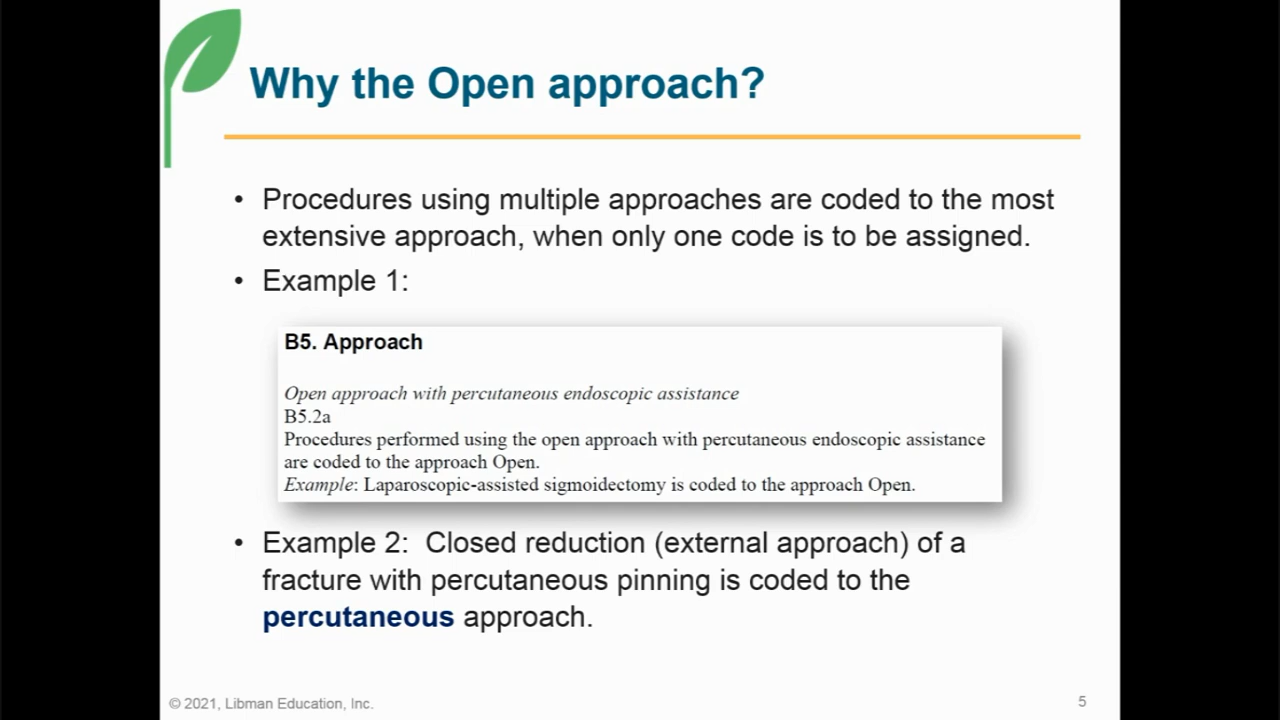 Why the Open approach?
• Procedures using multiple approaches are coded to the most
extensive approach, when only one code is to be assigned.
• Example 1:
B5. Approach
Open approach with percutaneous endoscopic assistance
B5.2a
Procedures performed using the open approach with percutaneous endoscopic assistance
are coded to the approach Open.
Example: Laparoscopic-assisted sigmoidectomy is coded to the approach Open.
• Example 2:  Closed reduction (external approach) of a
fracture with percutaneous pinning is coded to the
percutaneous approach.
© 2021, Libman Education, Inc.
5